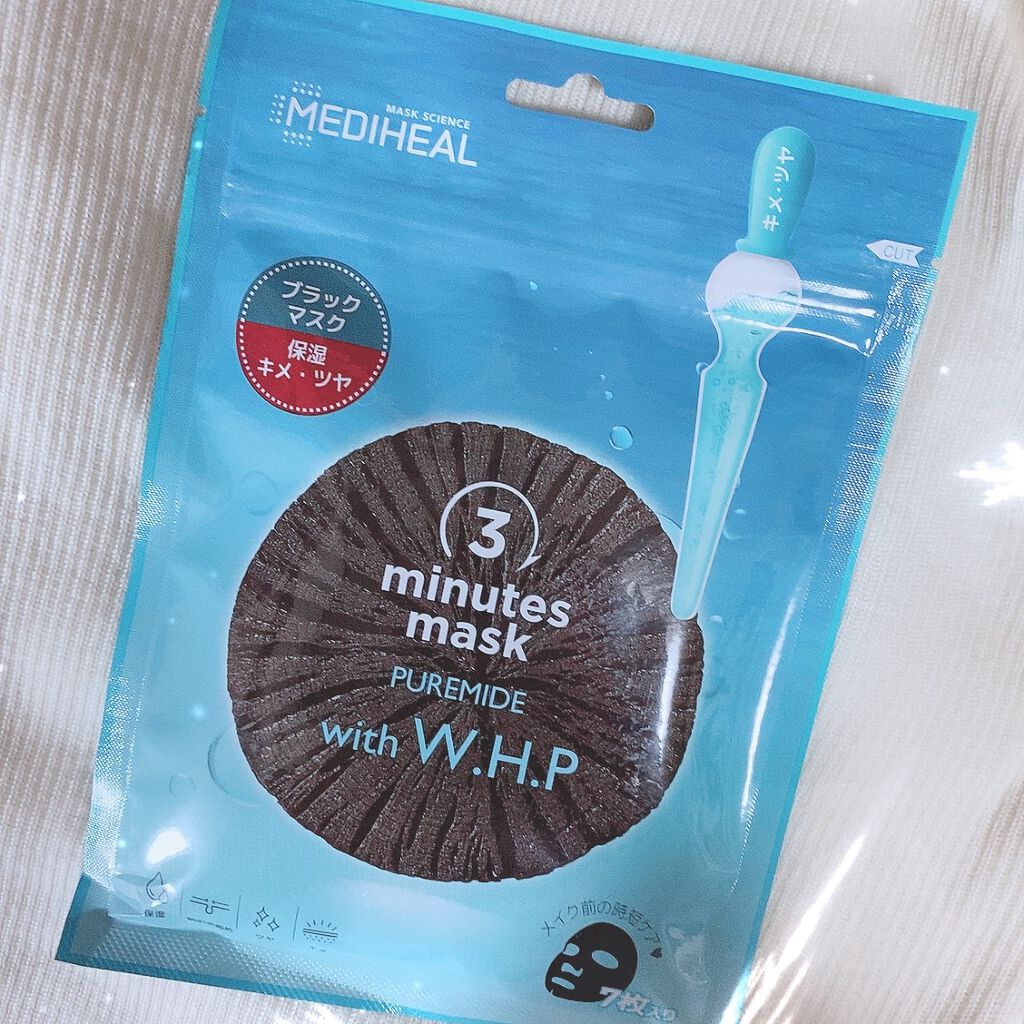 MASK SCIENCE
MEDIHEAL
キメ・ツヤ
CUT
ブラック
マスク
保湿
キメ・ツヤ
3
minutes
mask
PUREMIDE
with W.H.P
保湿
メイク前の時短ケア♥
7枚入り